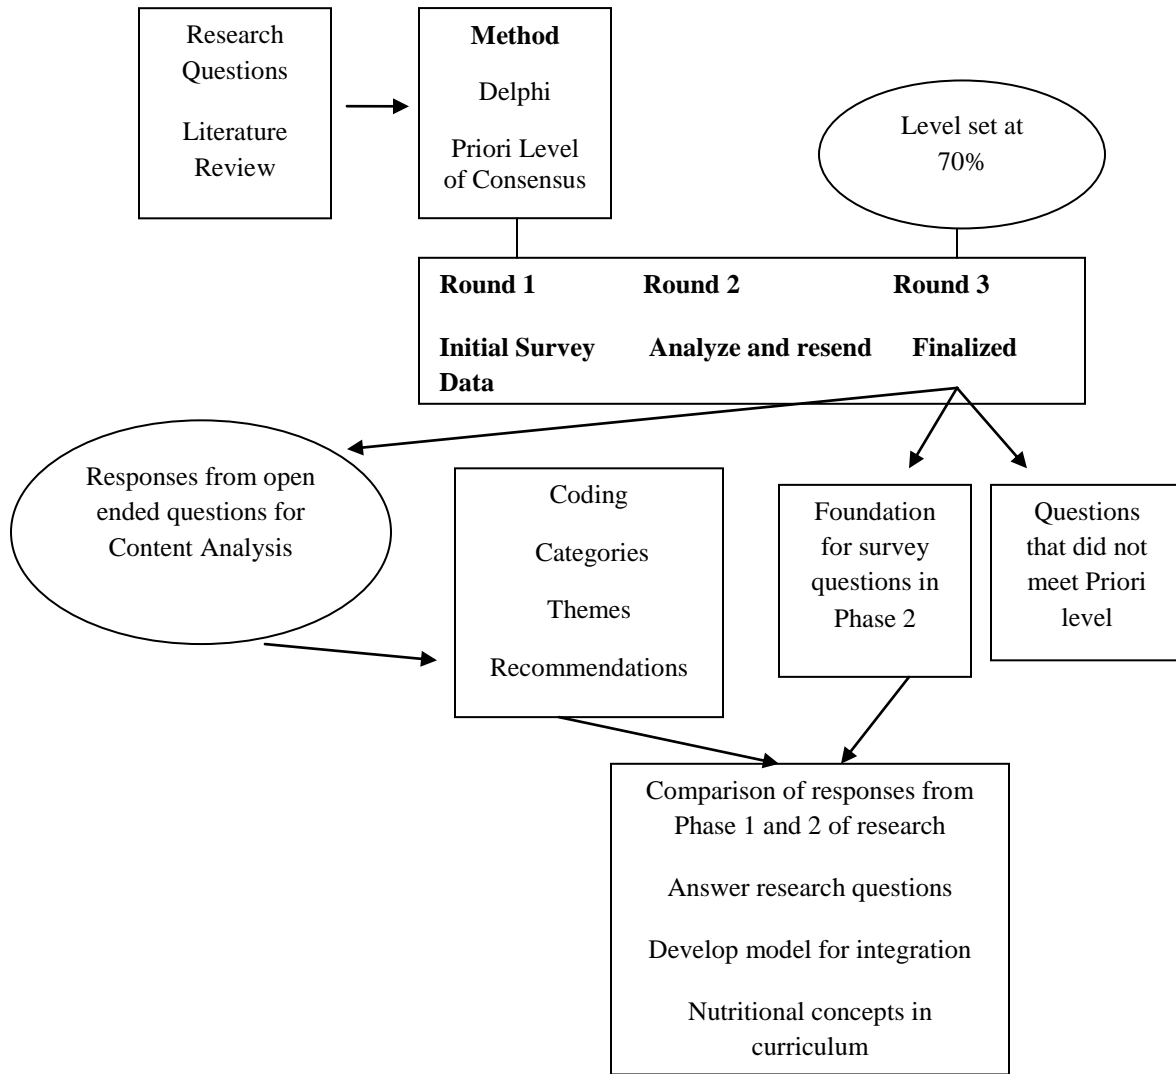 Research
Questions
Literature
Review
Method
Delphi
Priori Level
of Consensus
Level set at
70%
Round 1 Round 2 Round 3
Initial Survey Analyze and resend Finalized
Data
Responses from open
ended questions for
Content Analysis
Coding
Categories
Themes
Recommendations
Foundation
for survey
questions in
Phase 2
Questions
that did not
meet Priori
level
Comparison of responses from
Phase 1 and 2 of research
Answer research questions
Develop model for integration
Nutritional concepts in
curriculum